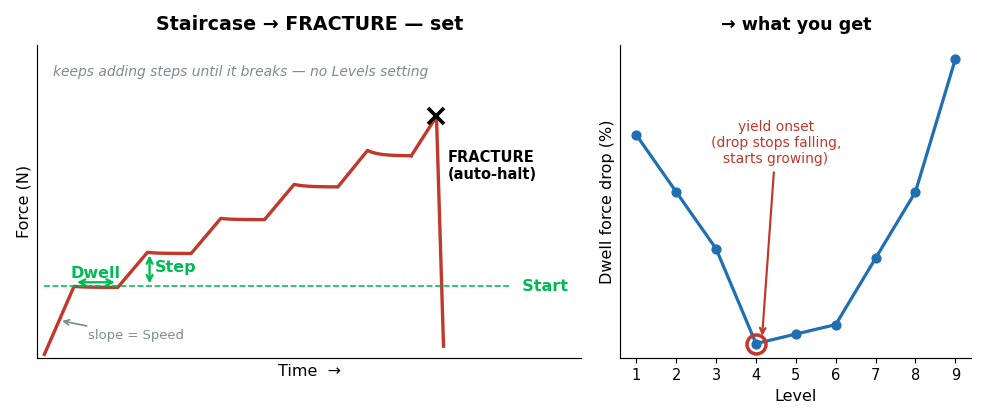 Staircase → FRACTURE — set
keeps adding steps until it breaks — no Levels setting
FRACTURE
(auto-halt)
Dwell
Step
Start
slope = Speed
Force (N)
Time →
→ what you get
yield onset
(drop stops falling,
starts growing)
Dwell force drop (%)
1 2 3 4 5 6 7 8 9
Level